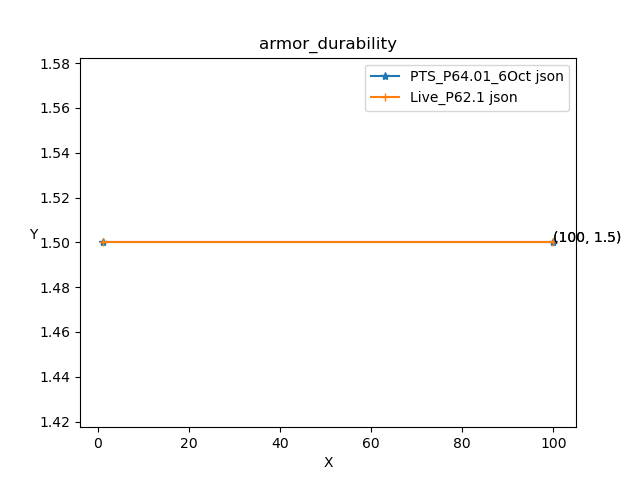 armor_durability
PTS_P64.01_6Oct json
Live_P62.1 json
1.58
1.56
1.54
1.52
Y
1.50
(100, 1.5)
1.48
1.46
1.44
1.42
0 20 40 60 80 100
X